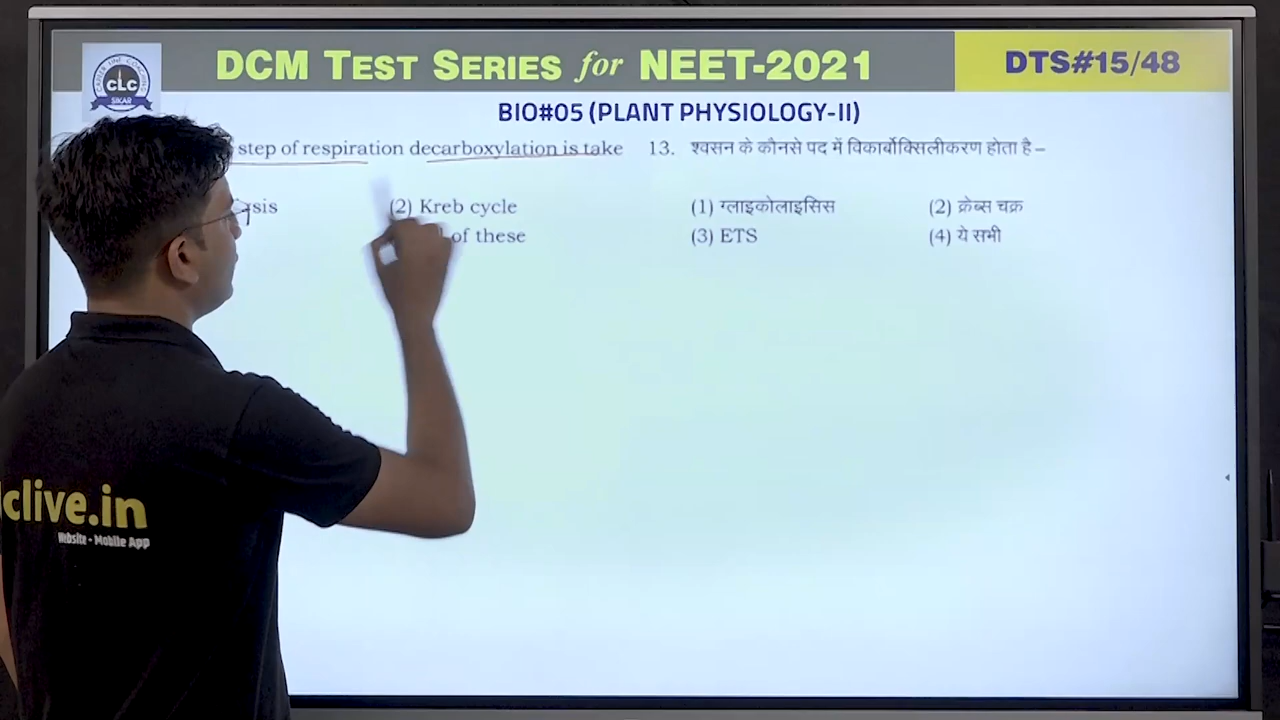 DCM TEST SERIES for NEET-2021
DTS#15/48
CLC
SIKAR
BIO#05 (PLANT PHYSIOLOGY-II)
step of respiration decarboxylation is take
(2) Kreb cycle
of these
13. श्वसन के कौनसे पद में विकार्बोक्सिलीकरण होता है –
(1) ग्लाइकोलाइसिस (2) क्रेब्स चक्र
(3) ETS (4) ये सभी
clive.in
Website - Mobile App